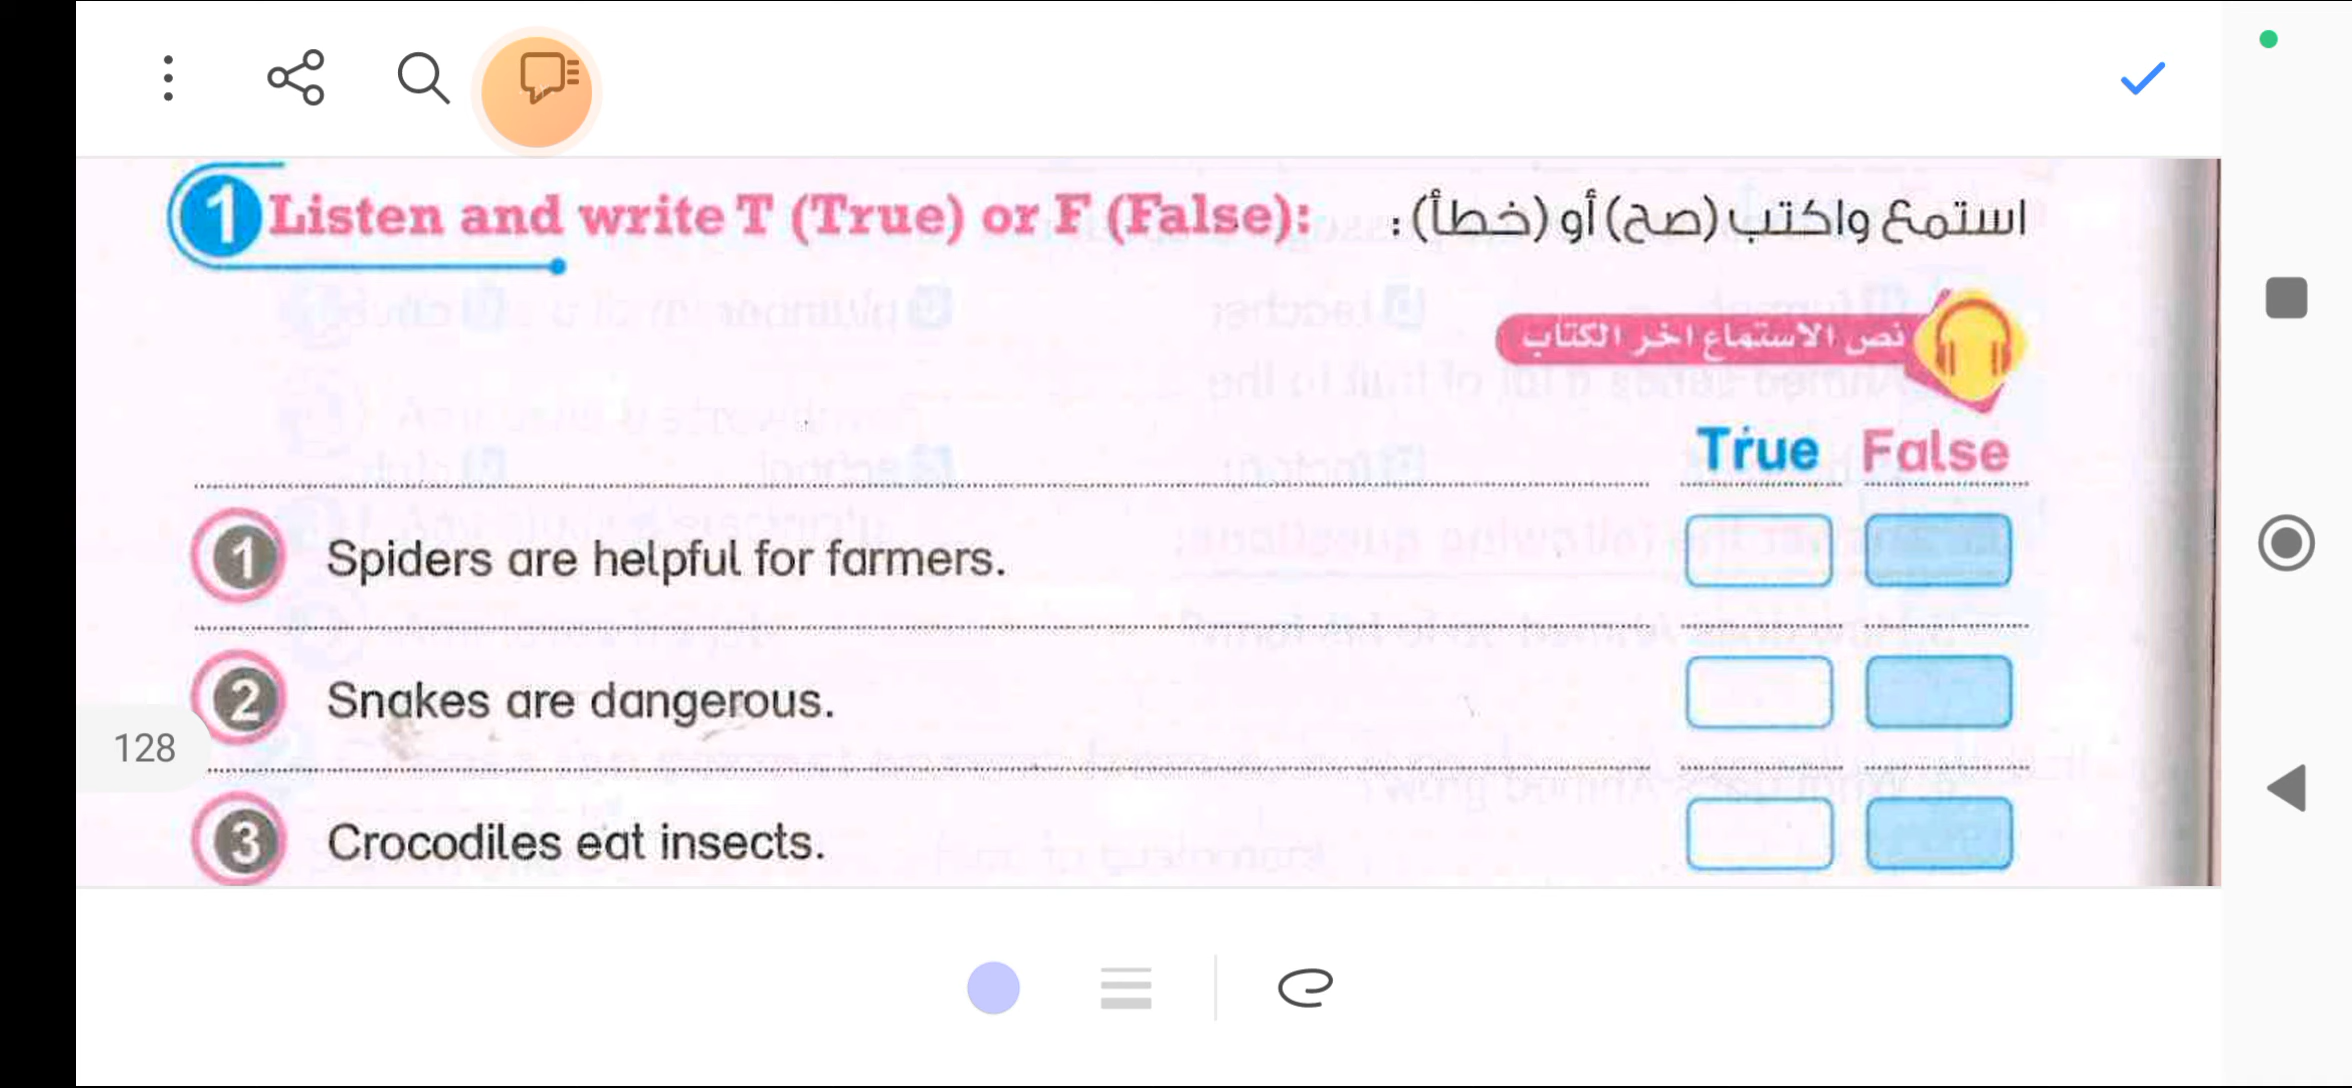 1 Listen and write T (True) or F (False): استمع واكتب (صح) أو (خطأ) :
نص الاستماع اخر الكتاب
True False
1 Spiders are helpful for farmers.
2 Snakes are dangerous.
128
3 Crocodiles eat insects.